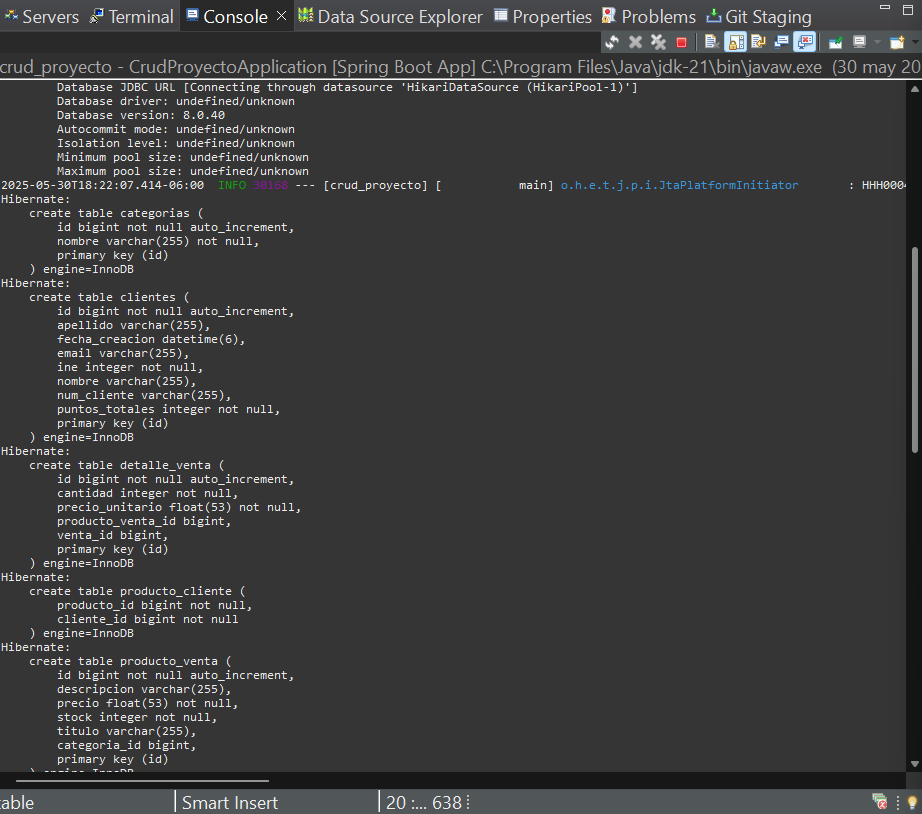 Servers Terminal Console Data Source Explorer Properties Problems Git Staging
crud_proyecto - CrudProyectoApplication [Spring Boot App] C:\Program Files\Java\jdk-21\bin\javaw.exe (30 may 20
Database JDBC URL [Connecting through datasource 'HikariDataSource (HikariPool-1)']
Database driver: undefined/unknown
Database version: 8.0.40
Autocommit mode: undefined/unknown
Isolation level: undefined/unknown
Minimum pool size: undefined/unknown
Maximum pool size: undefined/unknown
2025-05-30T18:22:07.414-06:00 INFO 30168 --- [crud_proyecto] [ main] o.h.e.t.j.p.i.JtaPlatformInitiator : HHH0004
Hibernate:
create table categorias (
id bigint not null auto_increment,
nombre varchar(255) not null,
primary key (id)
) engine=InnoDB
Hibernate:
create table clientes (
id bigint not null auto_increment,
apellido varchar(255),
fecha_creacion datetime(6),
email varchar(255),
ine integer not null,
nombre varchar(255),
num_cliente varchar(255),
puntos_totales integer not null,
primary key (id)
) engine=InnoDB
Hibernate:
create table detalle_venta (
id bigint not null auto_increment,
cantidad integer not null,
precio_unitario float(53) not null,
producto_venta_id bigint,
venta_id bigint,
primary key (id)
) engine=InnoDB
Hibernate:
create table producto_cliente (
producto_id bigint not null,
cliente_id bigint not null
) engine=InnoDB
Hibernate:
create table producto_venta (
id bigint not null auto_increment,
descripcion varchar(255),
precio float(53) not null,
stock integer not null,
titulo varchar(255),
categoria_id bigint,
primary key (id)
) engine=InnoDB
table Smart Insert 20 :... 638